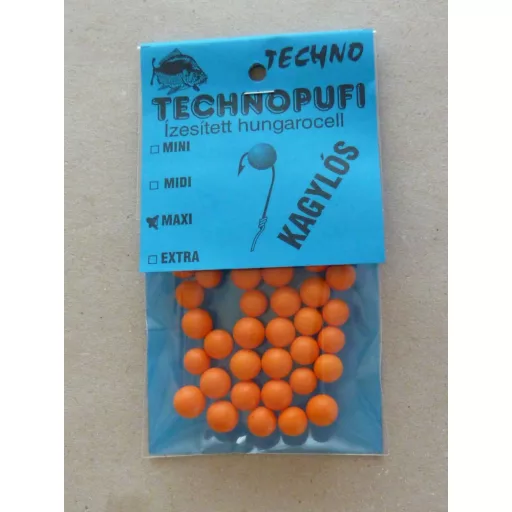 TECHNO
TECHNOPUFI
Ízesített hungarocell
MINI
MIDI
MAXI
EXTRA
KAGYLÓS